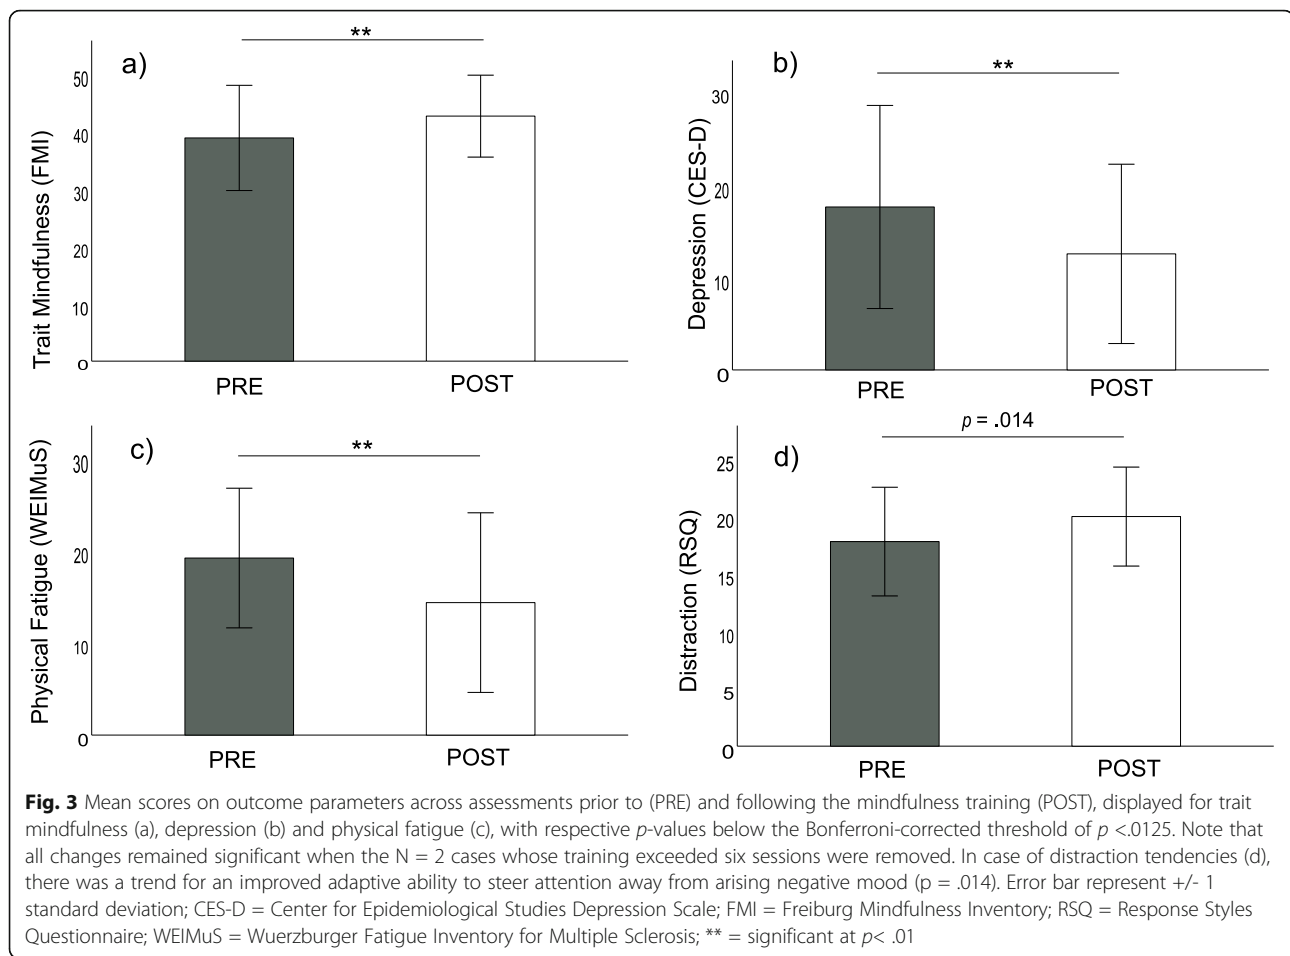 **
a)
50
40
30
20
10
0
Trait Mindfulness (FMI)
PRE
POST
**
b)
30
20
10
0
Depression (CES-D)
PRE
POST
**
c)
30
20
10
0
Physical Fatigue (WEIMuS)
PRE
POST
p = .014
d)
25
20
15
10
5
0
Distraction (RSQ)
PRE
POST
Fig. 3 Mean scores on outcome parameters across assessments prior to (PRE) and following the mindfulness training (POST), displayed for trait
mindfulness (a), depression (b) and physical fatigue (c), with respective p-values below the Bonferroni-corrected threshold of p <.0125. Note that
all changes remained significant when the N = 2 cases whose training exceeded six sessions were removed. In case of distraction tendencies (d),
there was a trend for an improved adaptive ability to steer attention away from arising negative mood (p = .014). Error bar represent +/- 1
standard deviation; CES-D = Center for Epidemiological Studies Depression Scale; FMI = Freiburg Mindfulness Inventory; RSQ = Response Styles
Questionnaire; WEIMuS = Wuerzburger Fatigue Inventory for Multiple Sclerosis; ** = significant at p< .01